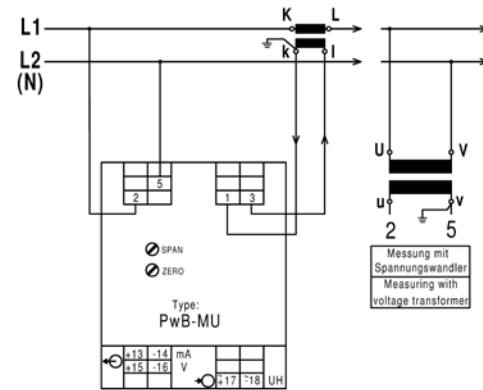 K L
L1
L2
(N)
k l
U V
u v
2 5
5
2
1 3
SPAN
ZERO
Type:
PwB-MU
Messung mit
Spannungswandler
Measuring with
voltage transformer
+13 -14 mA
+15 -16 V
~+17 ~-18 UH